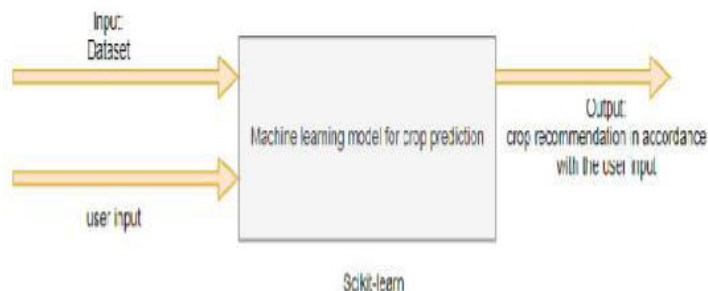 Input:
Dataset
Machine learning model for crop prediction
Output:
crop recommendation in accordance
with the user input
user input
Scikit-learn